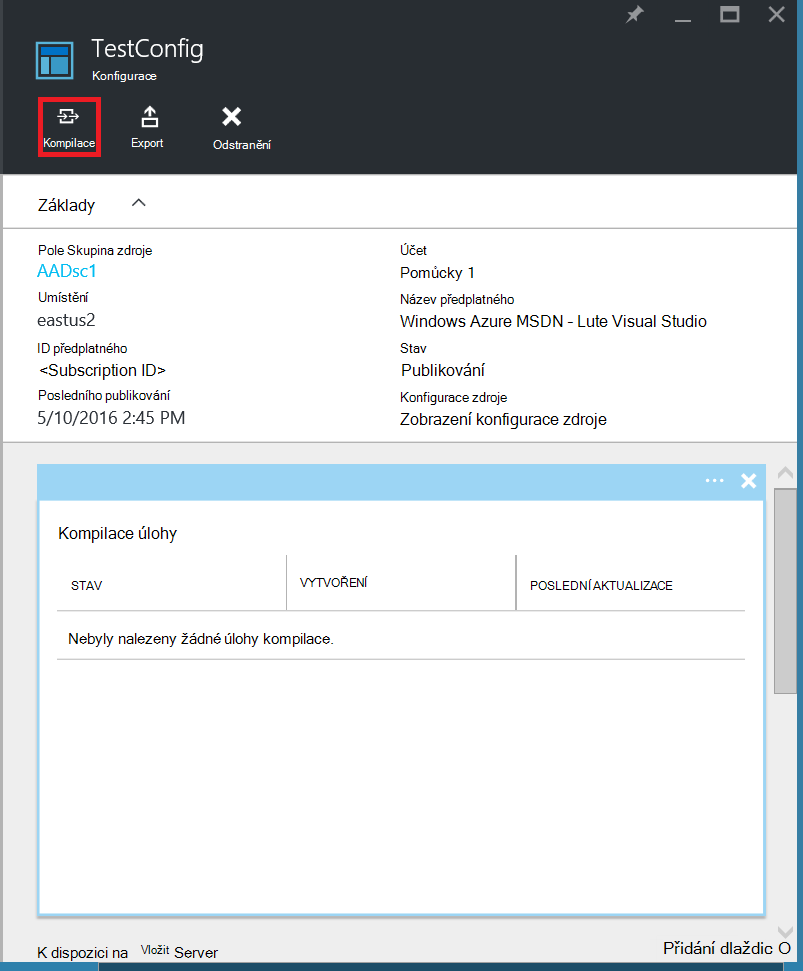 TestConfig
Konfigurace
Kompilace
Export
Odstranění
Základy
Pole Skupina zdroje
AADsc1
Umístění
eastus2
ID předplatného
<Subscription ID>
Posledního publikování
5/10/2016 2:45 PM
Účet
Pomůcky 1
Název předplatného
Windows Azure MSDN - Lute Visual Studio
Stav
Publikování
Konfigurace zdroje
Zobrazení konfigurace zdroje
Kompilace úlohy
STAV
VYTVOŘENÍ
POSLEDNÍ AKTUALIZACE
Nebyly nalezeny žádné úlohy kompilace.
K dispozici na Vložit Server
Přidání dlaždic O